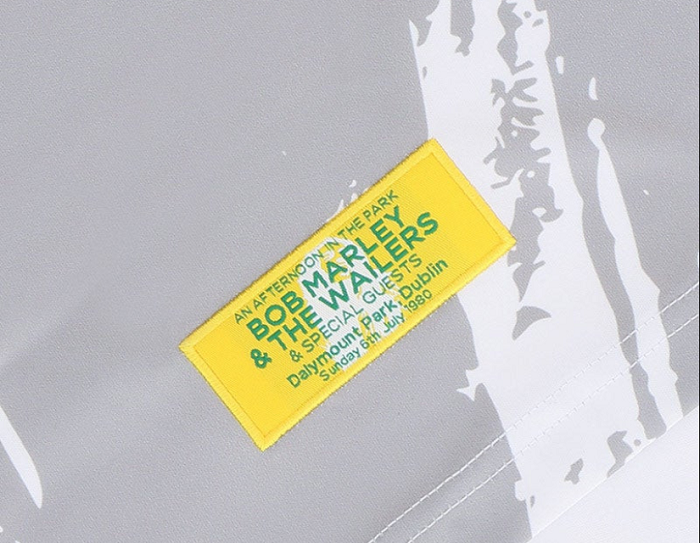 AN AFTERNOON IN THE PARK
BOB MARLEY
& THE WAILERS
& SPECIAL GUESTS
Dalymount Park, Dublin
Sunday 6th July 1980